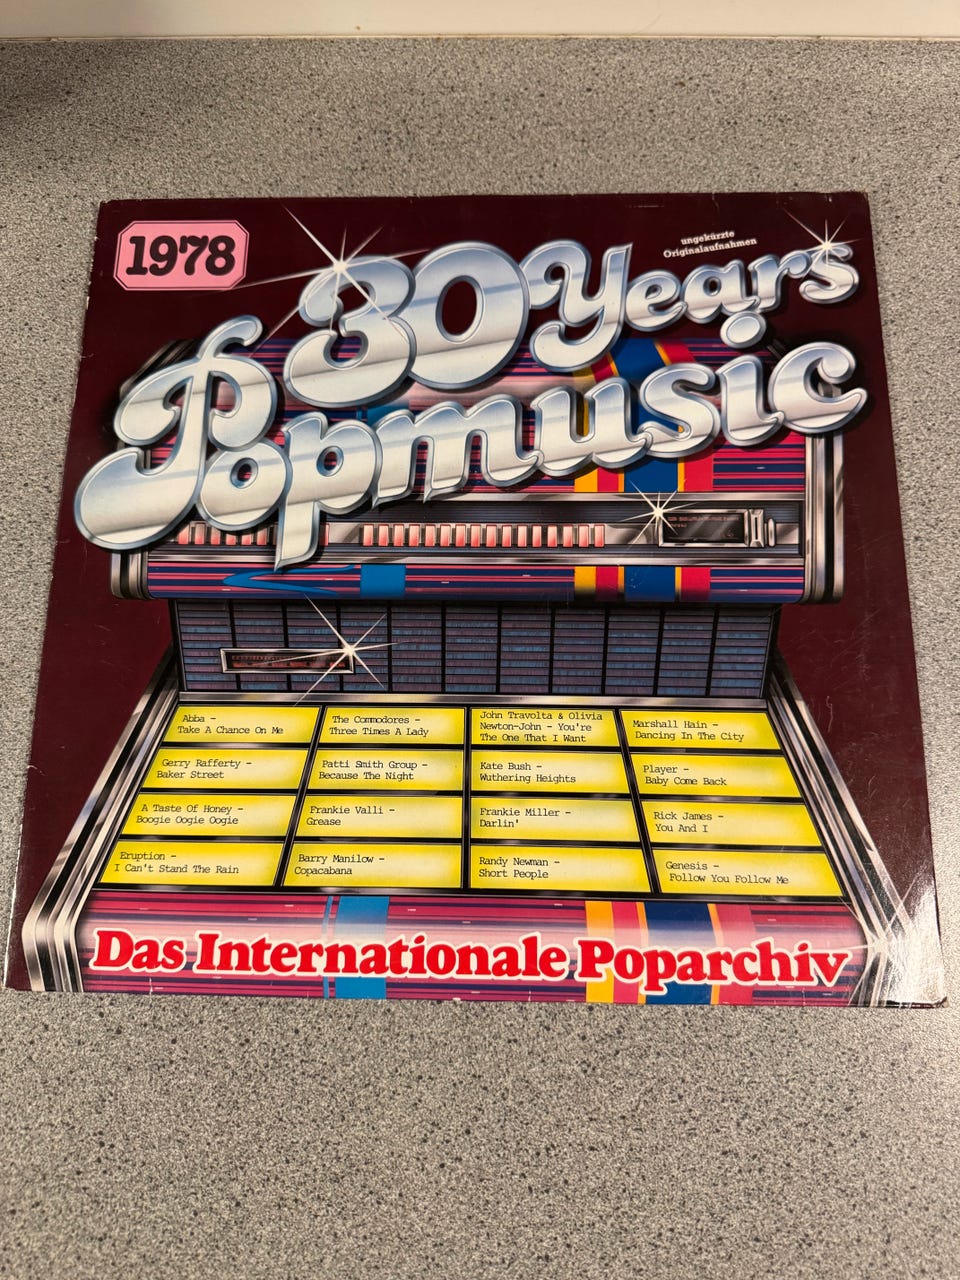 1978
ungekürzte
Originalaufnahmen
30 Years
Popmusic
Abba -
Take A Chance On Me
The Commodores -
Three Times A Lady
John Travolta & Olivia
Newton-John - You're
The One That I Want
Marshall Hain -
Dancing In The City
Gerry Rafferty -
Baker Street
Patti Smith Group -
Because The Night
Kate Bush -
Wuthering Heights
Player -
Baby Come Back
A Taste Of Honey -
Boogie Oogie Oogie
Frankie Valli -
Grease
Frankie Miller -
Darlin'
Rick James -
You And I
Eruption -
I Can't Stand The Rain
Barry Manilow -
Copacabana
Randy Newman -
Short People
Genesis -
Follow You Follow Me
Das Internationale Poparchiv